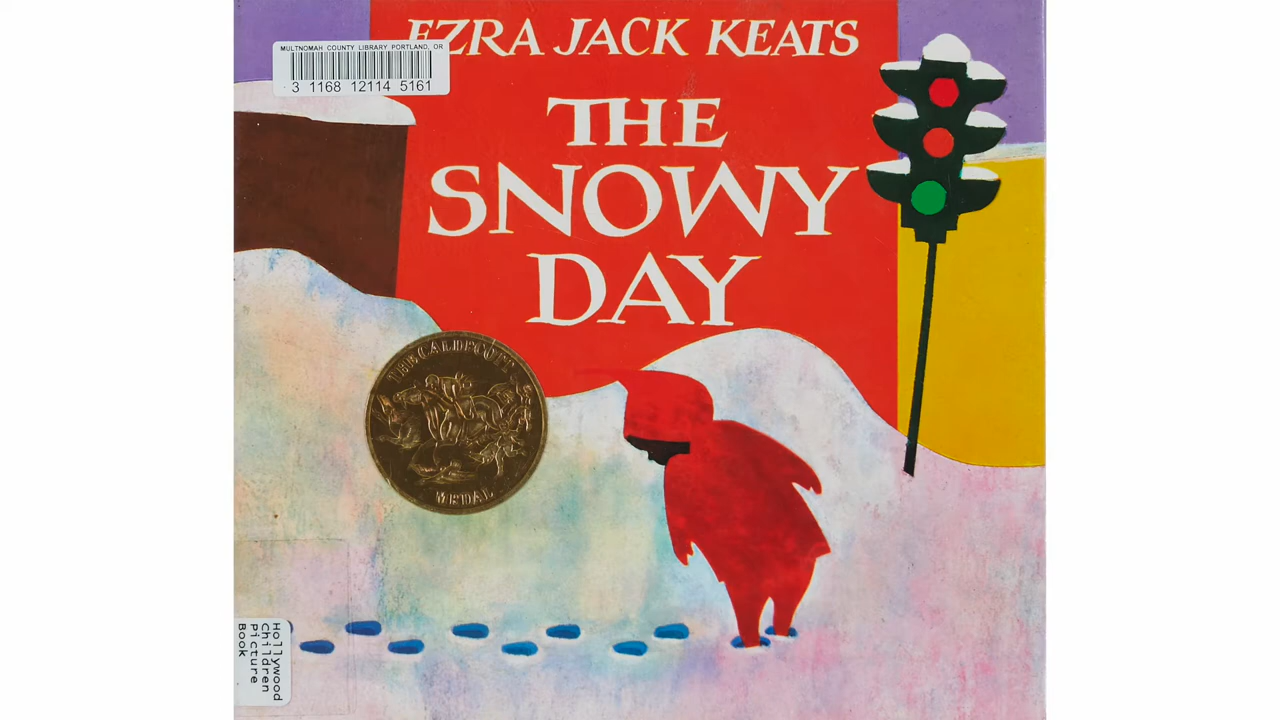 EZRA JACK KEATS
MULTNOMAH COUNTY LIBRARY PORTLAND, OR
3 1168 12114 5161
THE
SNOWY
DAY
THE CALDECOTT
MEDAL
Hollywood
Children
Picture
Book